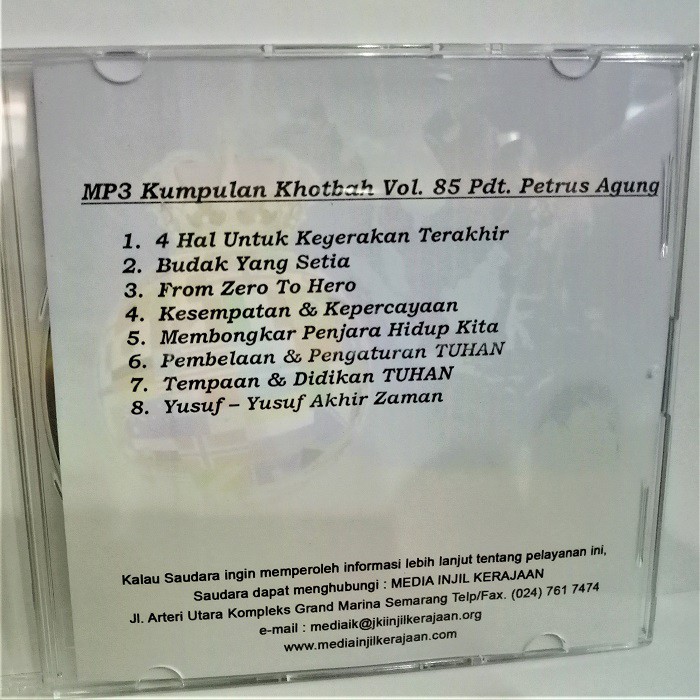 MP3 Kumpulan Khotbah Vol. 85 Pdt. Petrus Agung
1. 4 Hal Untuk Kegerakan Terakhir
2. Budak Yang Setia
3. From Zero To Hero
4. Kesempatan & Kepercayaan
5. Membongkar Penjara Hidup Kita
6. Pembelaan & Pengaturan TUHAN
7. Tempaan & Didikan TUHAN
8. Yusuf – Yusuf Akhir Zaman
Kalau Saudara ingin memperoleh informasi lebih lanjut tentang pelayanan ini,
Saudara dapat menghubungi : MEDIA INJIL KERAJAAN
Jl. Arteri Utara Kompleks Grand Marina Semarang Telp/Fax. (024) 761 7474
e-mail : mediaik@jkiinjilkerajaan.org
www.mediainjilkerajaan.com